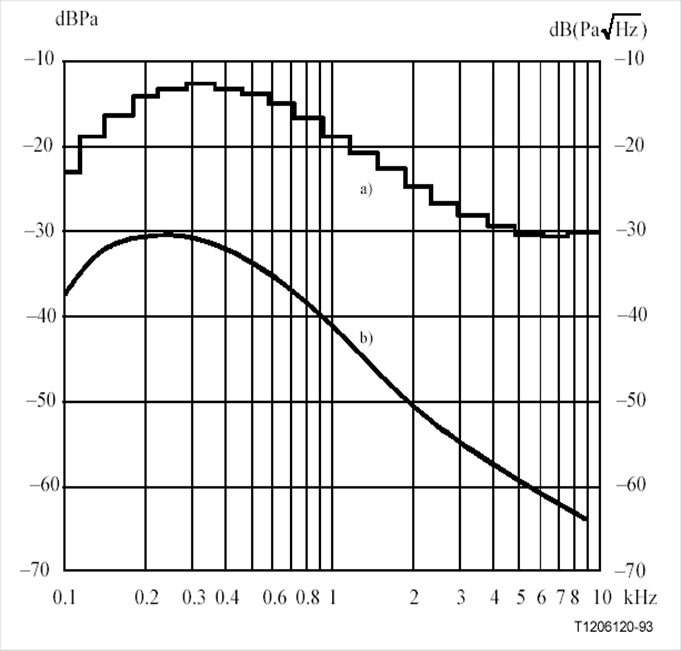 dBPa
dB(Pa√Hz)
–10 –10
–20 –20
a)
–30 –30
b)
–40 –40
–50 –50
–60 –60
–70 –70
0.1 0.2 0.3 0.4 0.6 0.8 1 2 3 4 5 6 7 8 10 kHz
T1206120-93